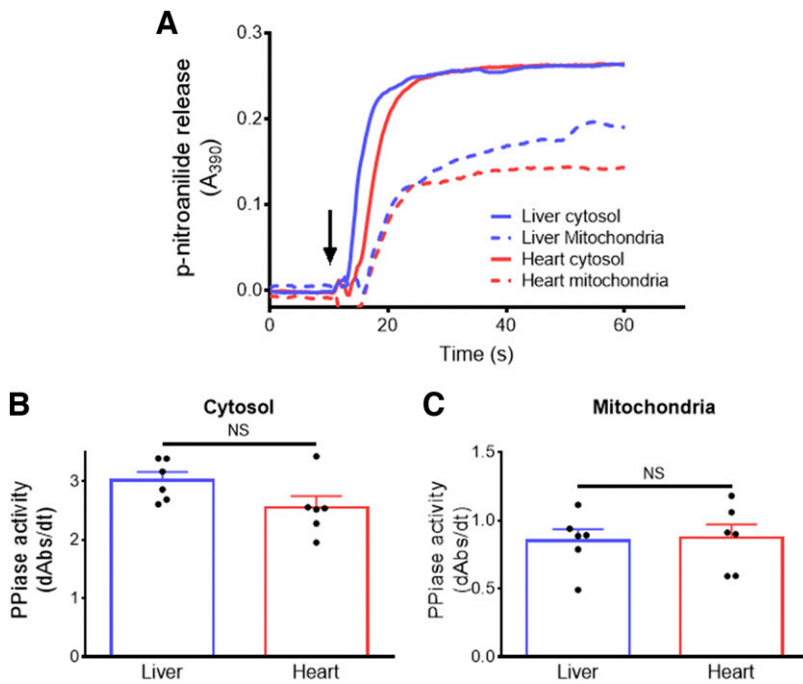 A
p-nitroanilide release
(A390)
0.3
0.2
0.1
0.0
Liver cytosol
Liver Mitochondria
Heart cytosol
Heart mitochondria
0
20
40
60
Time (s)
B
Cytosol
NS
PPiase activity
(dAbs/dt)
3
2
1
0
Liver
Heart
C
Mitochondria
NS
PPiase activity
(dAbs/dt)
1.5
1.0
0.5
0.0
Liver
Heart